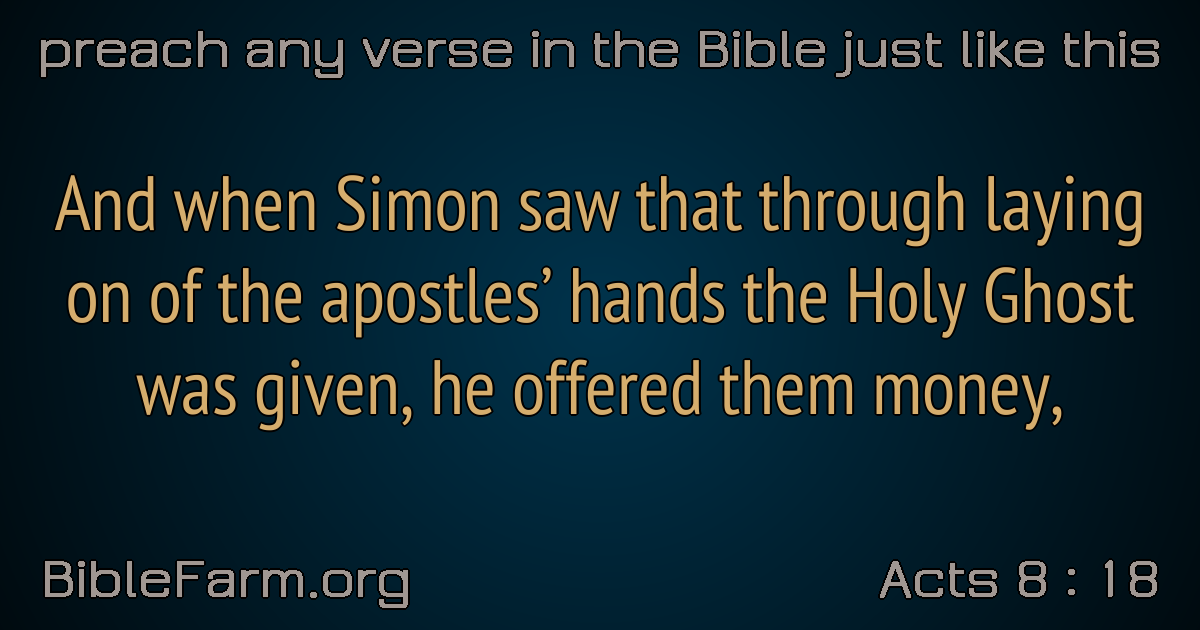 preach any verse in the Bible just like this
And when Simon saw that through laying
on of the apostles’ hands the Holy Ghost
was given, he offered them money,
BibleFarm.org
Acts 8 : 18